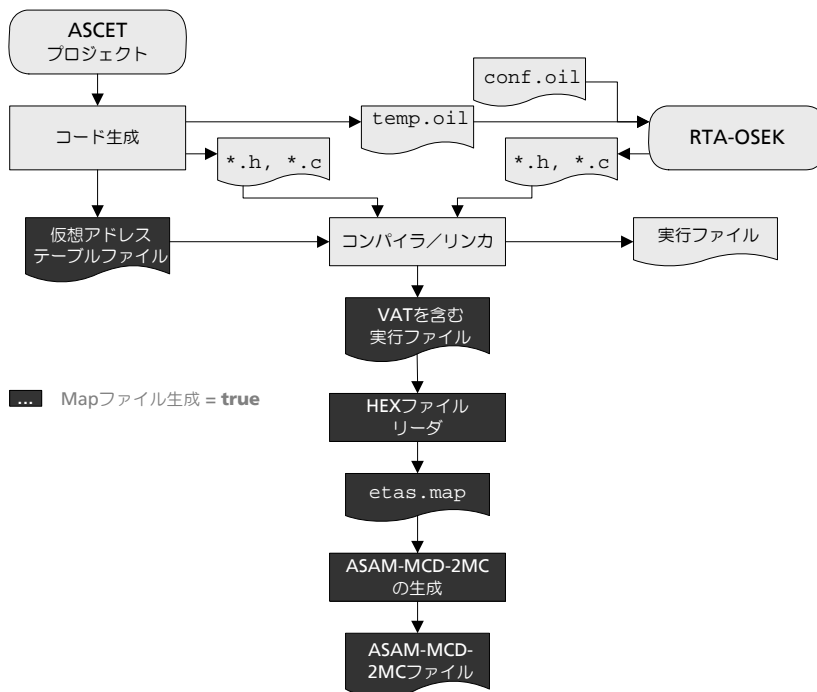 ASCET
プロジェクト
conf.oil
temp.oil
コード生成
RTA-OSEK
*.h, *.c
*.h, *.c
仮想アドレス
テーブルファイル
コンパイラ／リンカ
実行ファイル
VATを含む
実行ファイル
... Mapファイル生成 = true
HEXファイル
リーダ
etas.map
ASAM-MCD-2MC
の生成
ASAM-MCD-
2MCファイル